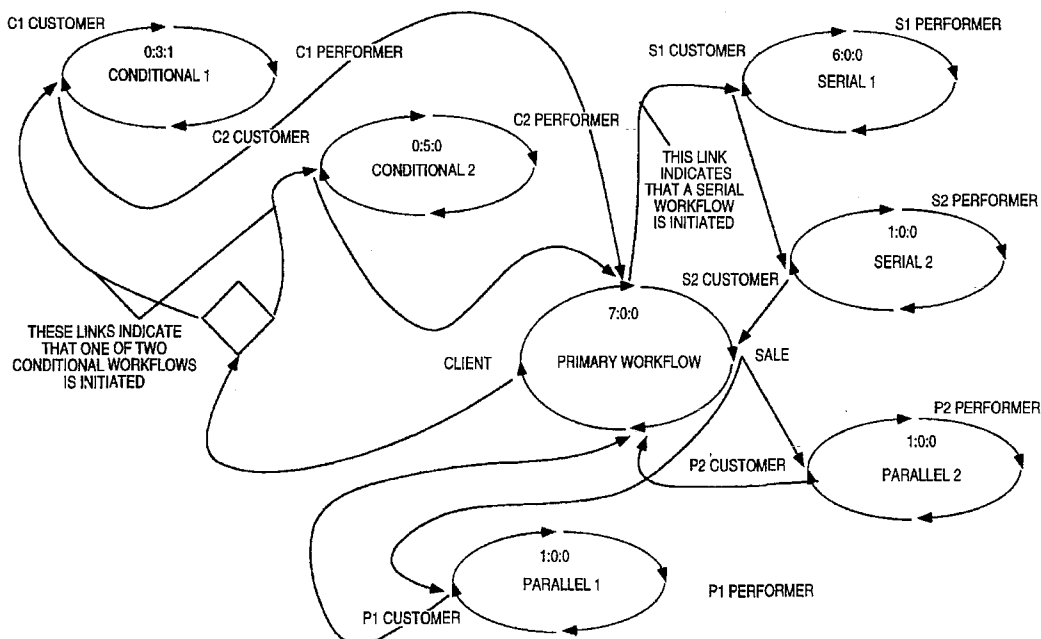 C1 CUSTOMER
0:3:1
CONDITIONAL 1
C1 PERFORMER
C2 CUSTOMER
0:5:0
CONDITIONAL 2
C2 PERFORMER
S1 CUSTOMER
S1 PERFORMER
6:0:0
SERIAL 1
THIS LINK
INDICATES
THAT A SERIAL
WORKFLOW
IS INITIATED
S2 PERFORMER
1:0:0
SERIAL 2
S2 CUSTOMER
THESE LINKS INDICATE
THAT ONE OF TWO
CONDITIONAL WORKFLOWS
IS INITIATED
7:0:0
CLIENT
PRIMARY WORKFLOW
SALE
P2 PERFORMER
1:0:0
P2 CUSTOMER
PARALLEL 2
1:0:0
PARALLEL 1
P1 CUSTOMER
P1 PERFORMER